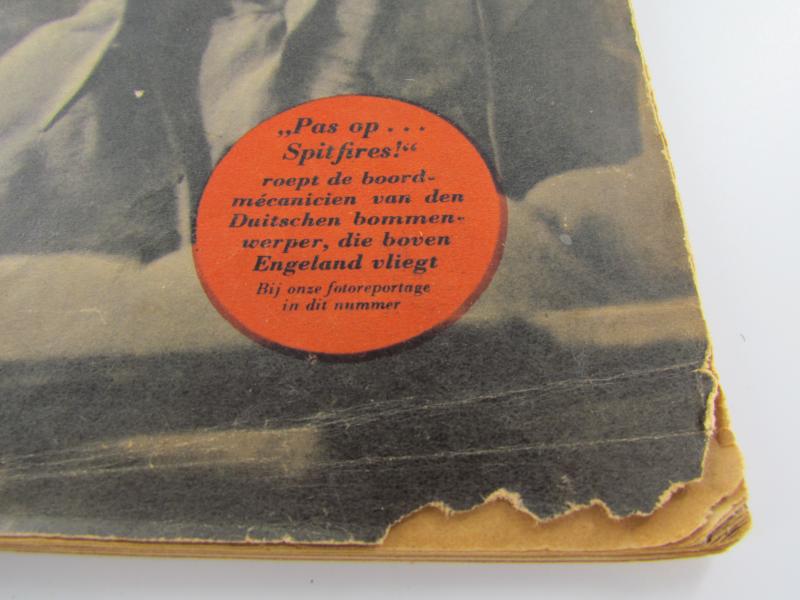 „Pas op . . .
Spitfires!“
roept de boord-
mécanicien van den
Duitschen bommen-
werper, die boven
Engeland vliegt
Bij onze fotoreportage
in dit nummer